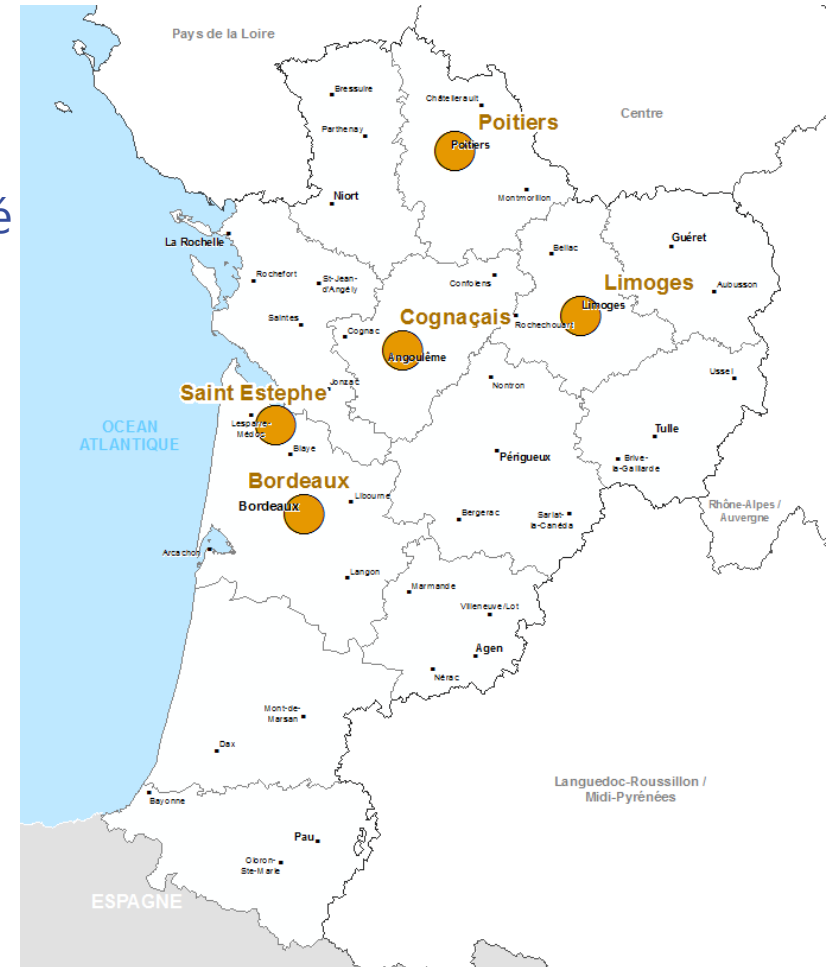 Pays de la Loire
Bressuire
Châtellerault
Centre
Poitiers
Parthenay
Poitiers
Montmorillon
Niort
é
La Rochelle
Guéret
Bellac
Rochefort
St-Jean-
d'Angély
Confolens
Limoges
Aubusson
Limoges
Cognaçais
Saintes
Rochechouart
Cognac
Angoulême
Ussel
Jonzac
Nontron
Saint Estephe
Lesparre-
Médoc
OCEAN
ATLANTIQUE
Tulle
Blaye
Périgueux
Brive-
la-Gaillarde
Bordeaux
Libourne
Bordeaux
Rhône-Alpes /
Auvergne
Bergerac
Sarlat-
la-Canéda
Arcachon
Langon
Marmande
Villeneuve/Lot
Agen
Nérac
Mont-de-
Marsan
Dax
Languedoc-Roussillon /
Midi-Pyrénées
Bayonne
Pau
Oloron-
Ste-Marie
ESPAGNE